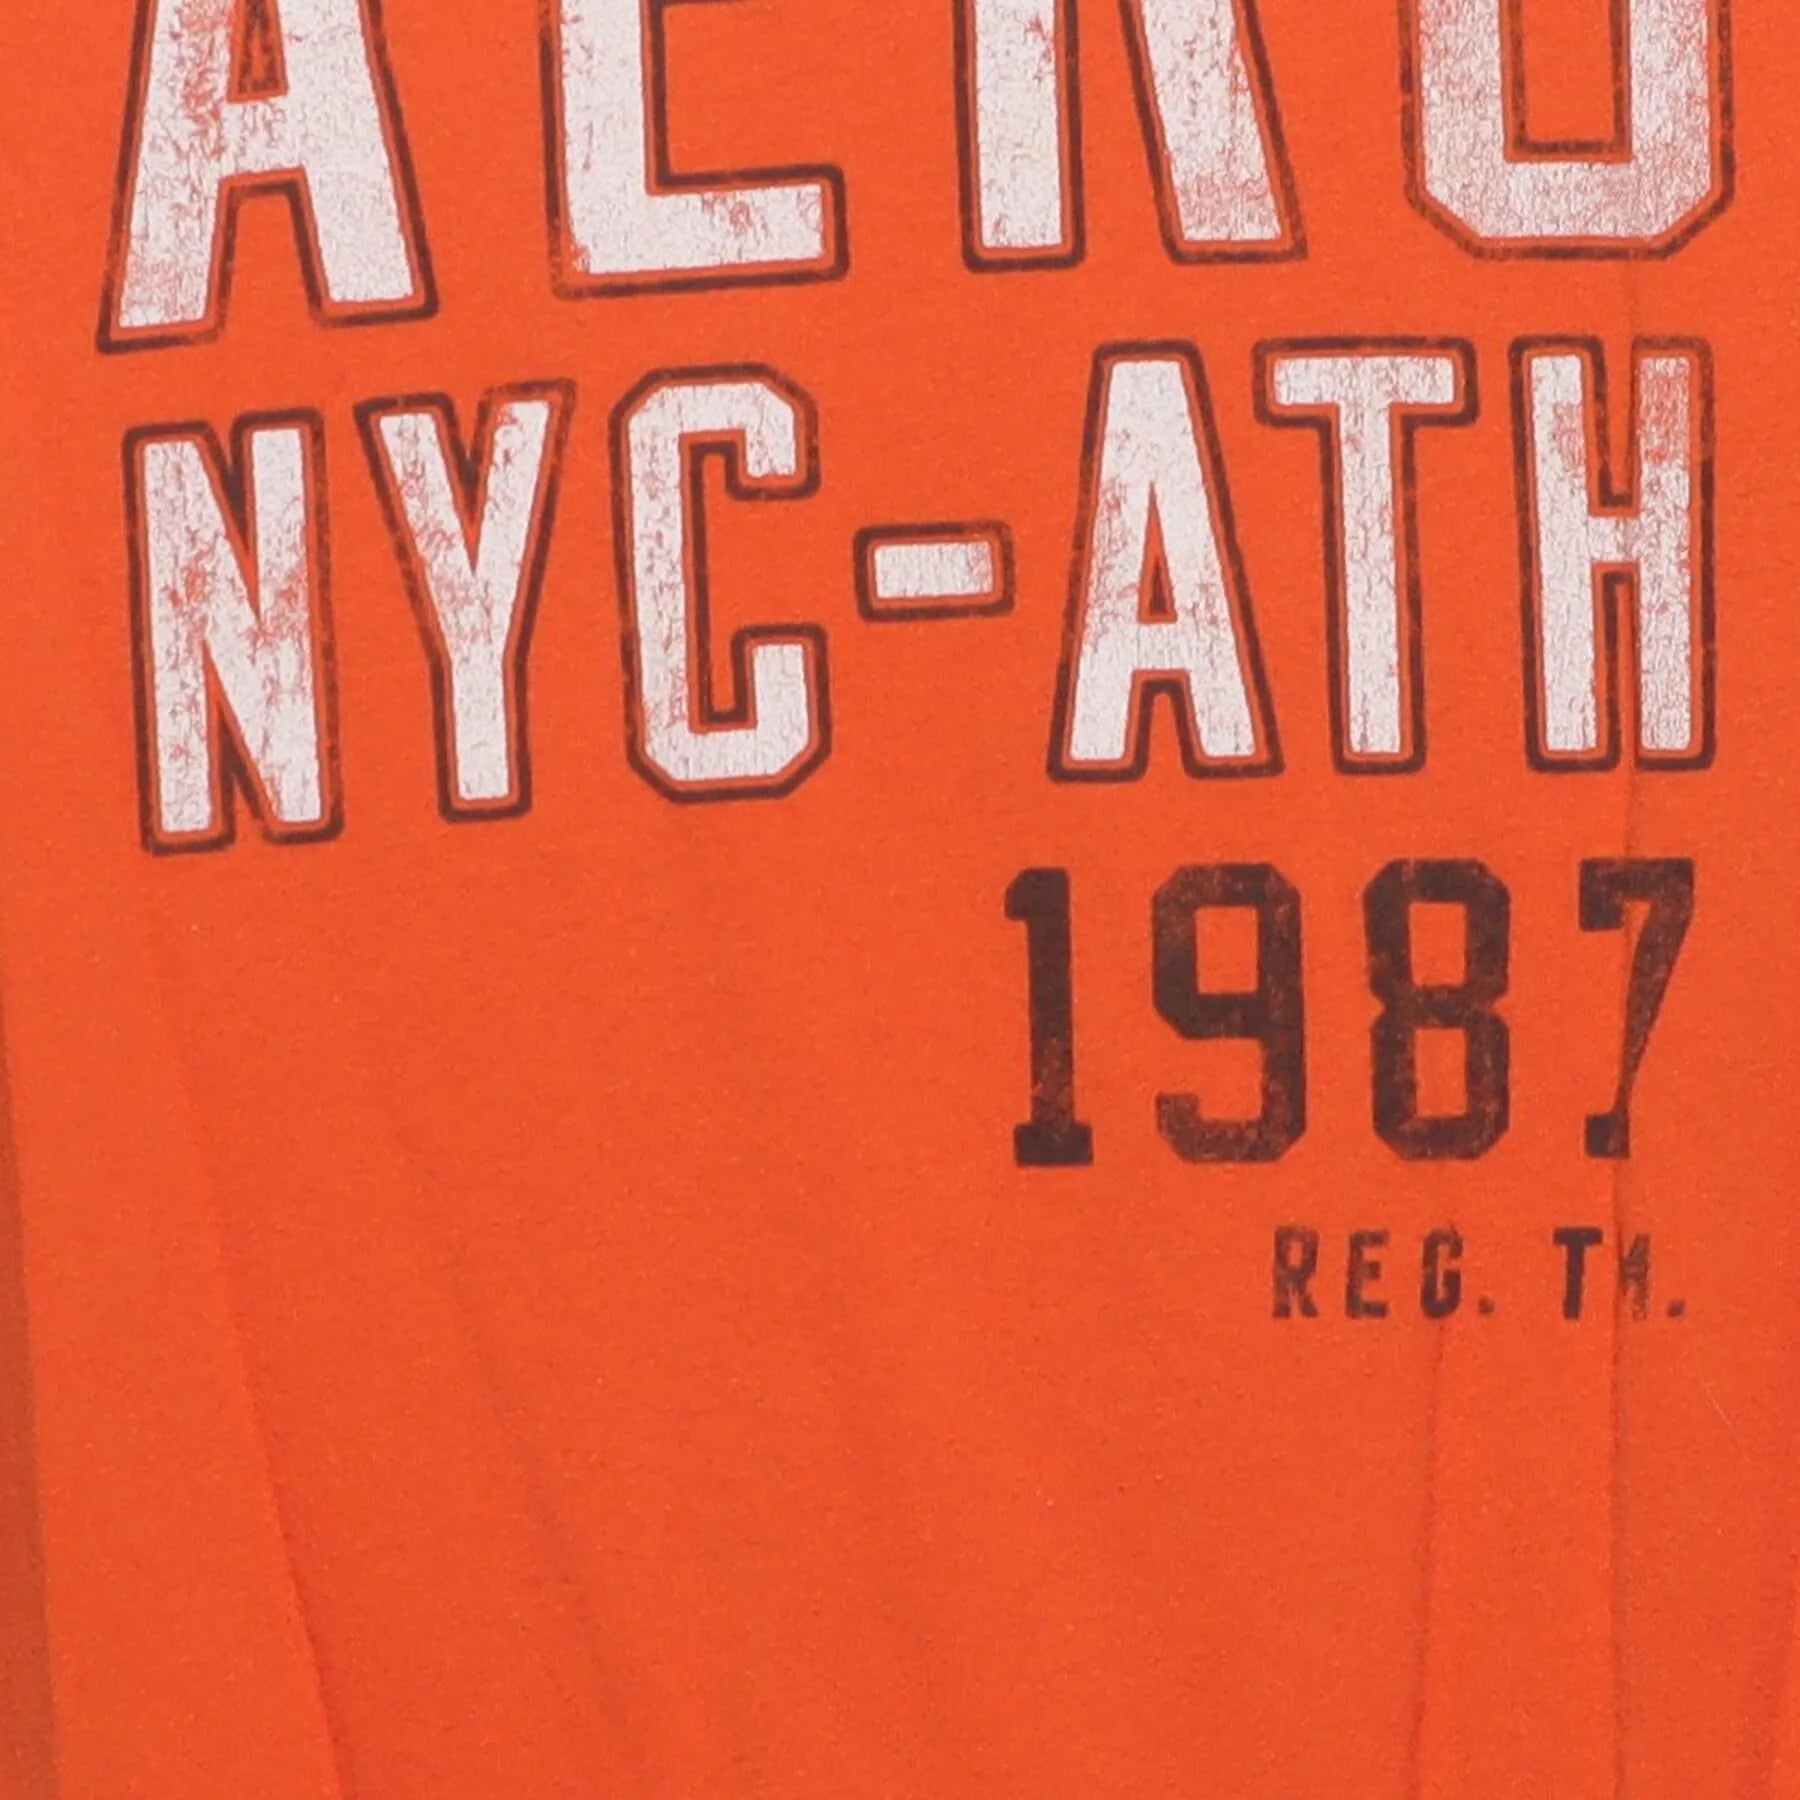 AERO
NYC-ATH
1987
REG. TM.